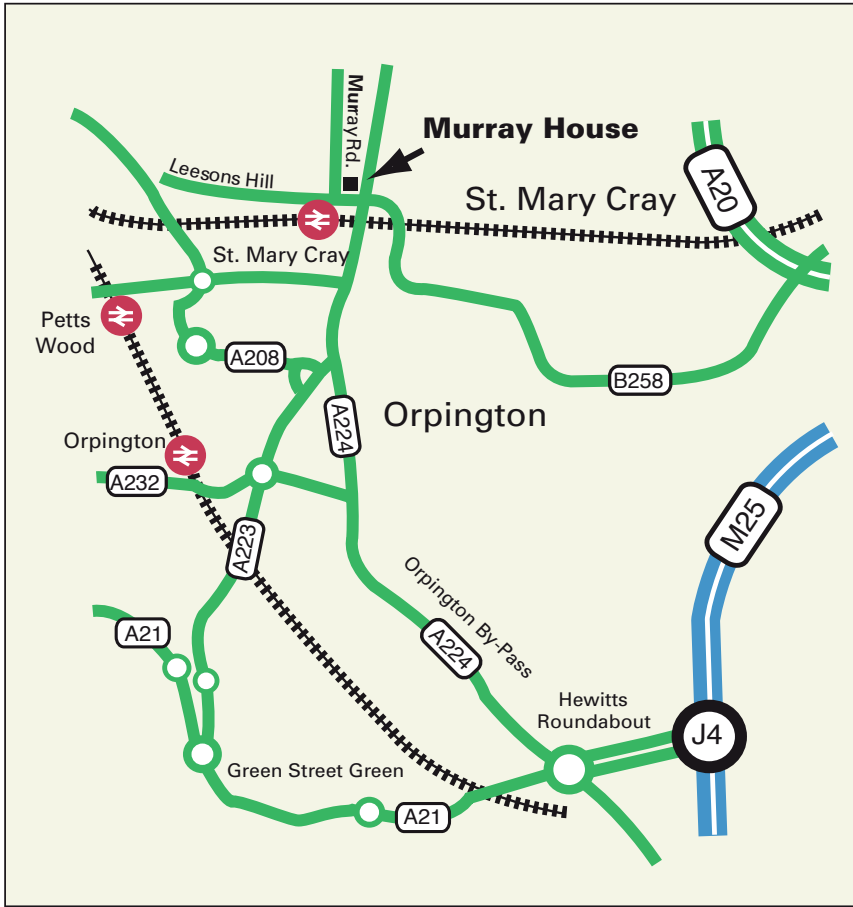 Murray Rd.
Murray House
Leesons Hill
A20
St. Mary Cray
St. Mary Cray
Petts
Wood
A208
B258
A224
Orpington
Orpington
A232
M25
A223
Orpington By-Pass
A21
A224
Hewitts
Roundabout
J4
Green Street Green
A21